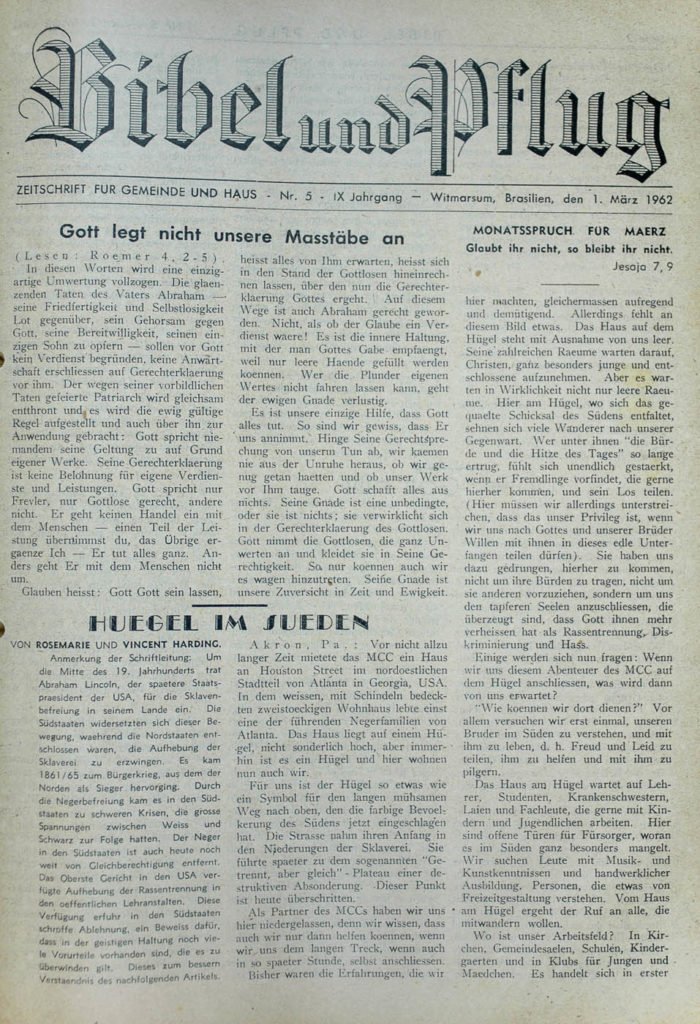 Bibel und Pflug
ZEITSCHRIFT FUR GEMEINDE UND HAUS - Nr. 5 - IX Jahrgang — Witmarsum, Brasilien, den 1. März 1962
Gott legt nicht unsere Masstäbe an
(Lesen: Roemer 4, 2-5).
In diesen Worten wird eine einzig-
artige Umwertung vollzogen. Die glaen-
zenden Taten des Vaters Abraham —
seine Friedfertigkeit und Selbstlosigkeit
Lot gegenüber, sein Gehorsam gegen
Gott, seine Bereitwilligkeit, seinen ein-
zigen Sohn zu opfern — sollen vor Gott
kein Verdienst begründen, keine Anwart-
schaft erschliessen auf Gerechterklaerung
vor ihm. Der wegen seiner vorbildlichen
Taten gefeierte Patriarch wird gleichsam
entthront und es wird die ewig gültige
Regel aufgestellt und auch über ihn zur
Anwendung gebracht: Gott spricht nie-
mandem seine Geltung zu auf Grund
eigener Werke. Seine Gerechterklaerung
ist keine Belohnung für eigene Verdien-
ste und Leistungen. Gott spricht nur
Frevler, nur Gottlose gerecht, andere
nicht. Er geht keinen Handel ein mit
dem Menschen — einen Teil der Lei-
stung übernimmst du, das Übrige er-
gaenze Ich — Er tut alles ganz. An-
ders geht Er mit dem Menschen nicht
um.
Glauben heisst: Gott Gott sein lassen,
heisst alles von Ihm erwarten, heisst sich
in den Stand der Gottlosen hineinrech-
nen lassen, über den nun die Gerechter-
klaerung Gottes ergeht. Auf diesem
Wege ist auch Abraham gerecht gewor-
den. Nicht, als ob der Glaube ein Ver-
dienst waere! Es ist die innere Haltung,
mit der man Gottes Gabe empfaengt,
weil nur leere Haende gefüllt werden
koennen. Wer die Plunder eigenen
Wertes nicht fahren lassen kann, geht
der ewigen Gnade verlustig.
Es ist unsere einzige Hilfe, dass Gott
alles tut. So sind wir gewiss, dass Er
uns annimmt. Hinge Seine Gerechtspre-
chung von unserm Tun ab, wir kaemen
nie aus der Unruhe heraus, ob wir ge-
nug getan haetten und ob unser Werk
vor Ihm tauge. Gott schafft alles aus
nichts. Seine Gnade ist eine unbedingte,
oder sie ist nichts; sie verwirklicht sich
in der Gerechterklaerung des Gottlosen.
Gott nimmt die Gottlosen, die ganz Un-
werten an und kleidet sie in Seine Ge-
rechtigkeit. So nur koennen auch wir
es wagen hinzutreten. Seine Gnade ist
unsere Zuversicht in Zeit und Ewigkeit.
MONATSSPRUCH FÜR MAERZ
Glaubt ihr nicht, so bleibt ihr nicht.
Jesaja 7, 9
HUEGEL IM SUEDEN
VON ROSEMARIE UND VINCENT HARDING.
Anmerkung der Schriftleitung: Um
die Mitte des 19. Jahrhunderts trat
Abraham Lincoln, der spaetere Staats-
praesident der USA, für die Sklaven-
befreiung in seinem Lande ein. Die
Südstaaten widersetzten sich dieser Be-
wegung, waehrend die Nordstaaten ent-
schlossen waren, die Aufhebung der
Sklaverei zu erzwingen. Es kam
1861/65 zum Bürgerkrieg, aus dem der
Norden als Sieger hervorging. Durch
die Negerbefreiung kam es in den Süd-
staaten zu schweren Krisen, die grosse
Spannungen zwischen Weiss und
Schwarz zur Folge hatten. Der Neger
in den Südstaaten ist auch heute noch
weit von Gleichberechtigung entfernt.
Das Oberste Gericht in den USA ver-
fügte Aufhebung der Rassentrennung in
den oeffentlichen Lehranstalten. Diese
Verfügung erfuhr in den Südstaaten
schroffe Ablehnung, ein Beweis dafür,
dass in der geistigen Haltung noch vie-
le Vorurteile vorhanden sind, die es zu
überwinden gilt. Dieses zum bessern
Verstaendnis des nachfolgenden Artikels.
Akron, Pa.: Vor nicht allzu
langer Zeit mietete das MCC ein Haus
an Houston Street im nordoestlichen
Stadtteil von Atlanta in Georgia, USA.
In dem weissen, mit Schindeln bedeck-
ten zweistoeckigen Wohnhaus lebte einst
eine der führenden Negerfamilien von
Atlanta. Das Haus liegt auf einem Hü-
gel, nicht sonderlich hoch, aber immer-
hin ist es ein Hügel und hier wohnen
nun auch wir.
Für uns ist der Hügel so etwas wie
ein Symbol für den langen mühsamen
Weg nach oben, den die farbige Bevoel-
kerung des Südens jetzt eingeschlagen
hat. Die Strasse nahm ihren Anfang in
den Niederungen der Sklaverei. Sie
führte spaeter zu dem sogenannten "Ge-
trennt, aber gleich" - Plateau einer de-
struktiven Absonderung. Dieser Punkt
ist heute überschritten.
Als Partner des MCCs haben wir uns
hier niedergelassen, denn wir wissen, dass
auch wir nur dann helfen koennen, wenn
wir uns dem langen Treck, wenn auch
in so spaeter Stunde, selbst anschliessen.
Bisher waren die Erfahrungen, die wir
hier machten, gleichermassen aufregend
und demütigend. Allerdings fehlt an
diesem Bild etwas. Das Haus auf dem
Hügel steht mit Ausnahme von uns leer.
Seine zahlreichen Raeume warten darauf,
Christen, ganz besonders junge und ent-
schlossene aufzunehmen. Aber es war-
ten in Wirklichkeit nicht nur leere Raeu-
me. Hier am Hügel, wo sich das ge-
quaelte Schicksal des Südens entfaltet,
sehnen sich viele Wanderer nach unserer
Gegenwart. Wer unter ihnen "die Bür-
de und die Hitze des Tages" so lange
ertrug, fühlt sich unendlich gestaerkt,
wenn er Fremdlinge vorfindet, die gerne
hierher kommen, und sein Los teilen.
(Hier müssen wir allerdings unterstrei-
chen, dass das unser Privileg ist, wenn
wir uns nach Gottes und unserer Brüder
Willen mit ihnen in dieses edle Unter-
fangen teilen dürfen). Sie haben uns
dazu gedrungen, hierher zu kommen,
nicht um ihre Bürden zu tragen, nicht um
sie anderen vorzuziehen, sondern um uns
den tapferen Seelen anzuschliessen, die
überzeugt sind, dass Gott ihnen mehr
verheissen hat als Rassentrennung, Dis-
kriminierung und Hass.
Einige werden sich nun fragen: Wenn
wir uns diesem Abenteuer des MCC auf
dem Hügel anschliessen, was wird dann
von uns erwartet?
"Wie koennen wir dort dienen?" Vor
allem versuchen wir erst einmal, unseren
Bruder im Süden zu verstehen, und mit
ihm zu leben, d. h. Freud und Leid zu
teilen, ihm zu helfen und mit ihm zu
pilgern.
Das Haus am Hügel wartet auf Leh-
rer, Studenten, Krankenschwestern,
Laien und Fachleute, die gerne mit Kin-
dern und Jugendlichen arbeiten. Hier
sind offene Türen für Fürsorger, woran
es im Süden ganz besonders mangelt.
Wir suchen Leute mit Musik- und
Kunstkenntnissen und handwerklicher
Ausbildung, Personen, die etwas von
Freizeitgestaltung verstehen. Vom Haus
am Hügel ergeht der Ruf an alle, die
mitwandern wollen.
Wo ist unser Arbeitsfeld? In Kir-
chen, Gemeindesaelen, Schulen, Kinder-
gaerten und in Klubs für Jungen und
Maedchen. Es handelt sich in erster